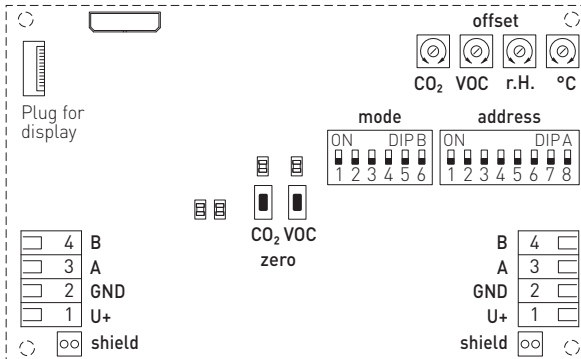 offset
CO₂ VOC r.H. °C
Plug for
display
mode
address
ON DIP B
1 2 3 4 5 6
ON DIP A
1 2 3 4 5 6 7 8
CO₂ VOC
zero
4 B
3 A
2 GND
1 U+
shield
B 4
A 3
GND 2
U+ 1
shield